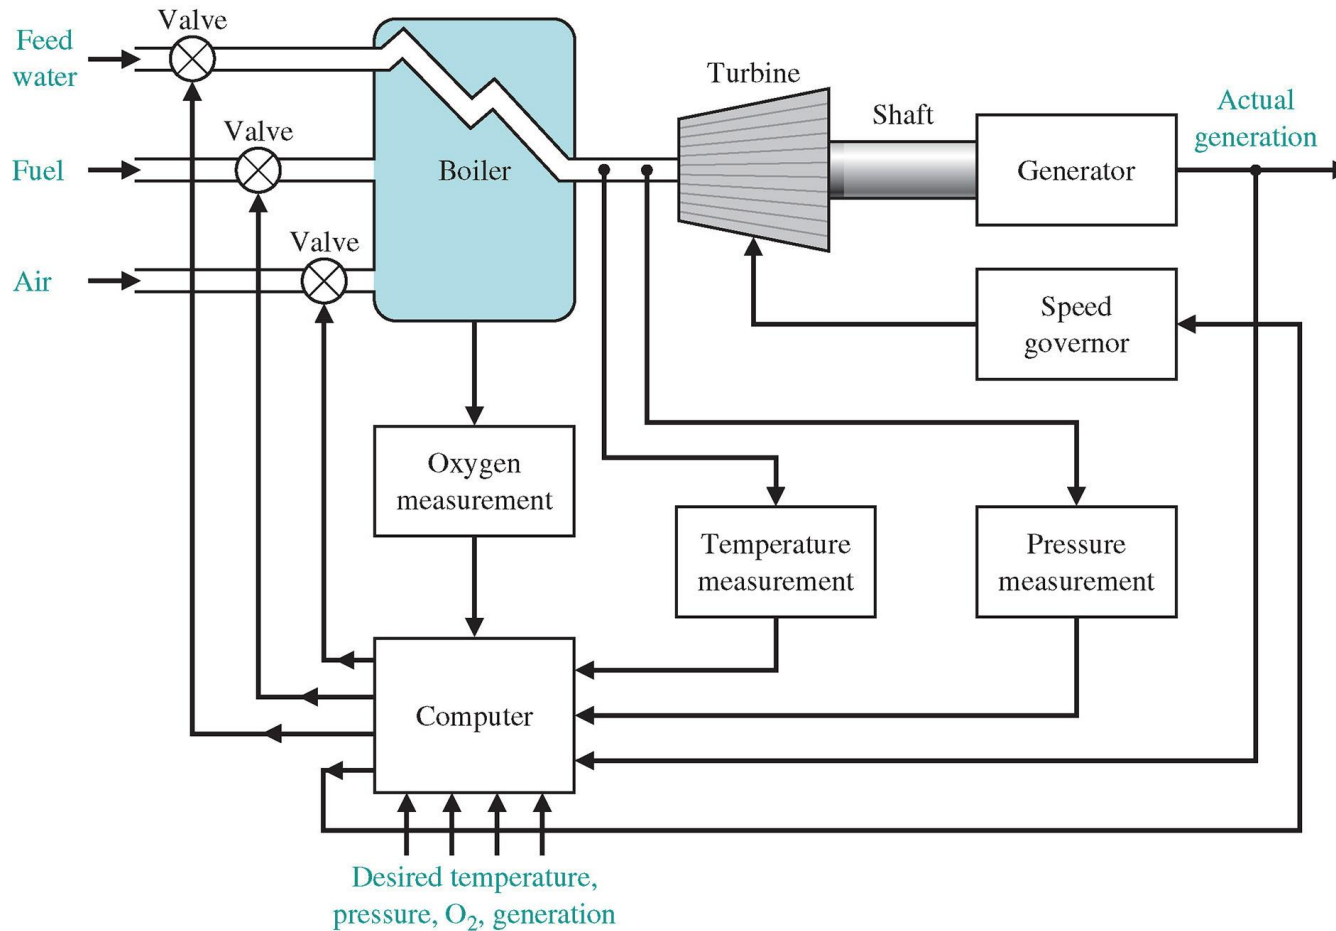 Valve
Feed
water
Turbine
Actual
generation
Shaft
Valve
Fuel
Boiler
Generator
Valve
Air
Speed
governor
Oxygen
measurement
Temperature
measurement
Pressure
measurement
Computer
Desired temperature,
pressure, O₂, generation